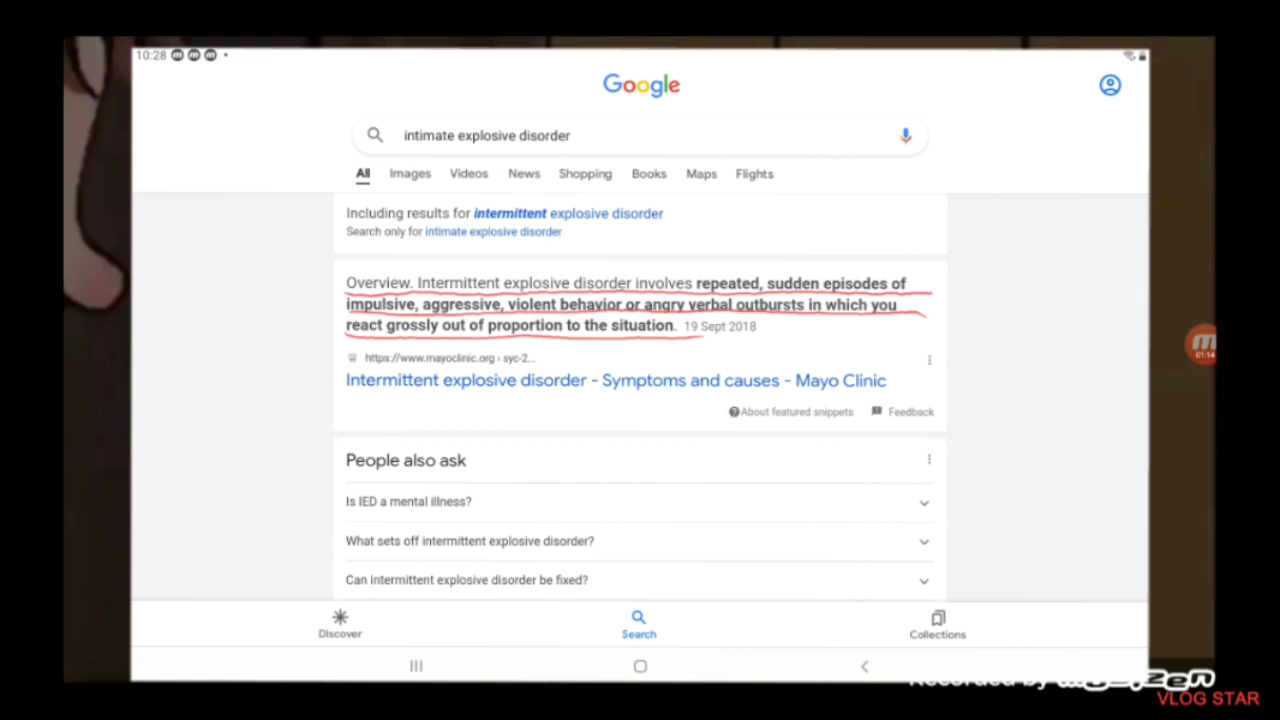 10:28
Google
intimate explosive disorder
All Images Videos News Shopping Books Maps Flights
Including results for intermittent explosive disorder
Search only for intimate explosive disorder
Overview. Intermittent explosive disorder involves repeated, sudden episodes of
impulsive, aggressive, violent behavior or angry verbal outbursts in which you
react grossly out of proportion to the situation. 19 Sept 2018
https://www.mayoclinic.org › syc-2...
Intermittent explosive disorder - Symptoms and causes - Mayo Clinic
About featured snippets Feedback
People also ask
Is IED a mental illness?
What sets off intermittent explosive disorder?
Can intermittent explosive disorder be fixed?
Discover Search Collections
01:14
Recorded by
VLOG STAR